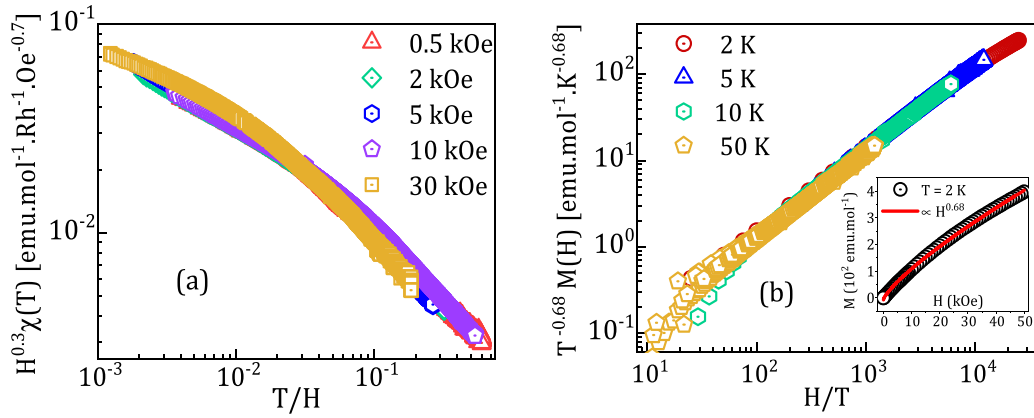 H^0.3χ(T) [emu.mol^-1.Rh^-1.Oe^-0.7]
10^-1
10^-2
0.5 kOe
2 kOe
5 kOe
10 kOe
30 kOe
(a)
10^-3
10^-2
10^-1
T/H
T^-0.68 M(H) [emu.mol^-1.K^-0.68]
10^2
10^1
10^0
10^-1
2 K
5 K
10 K
50 K
(b)
M (10^2 emu.mol^-1)
4
3
2
1
0
T = 2 K
∝ H^0.68
H (kOe)
0 10 20 30 40 50
10^1
10^2
10^3
10^4
H/T